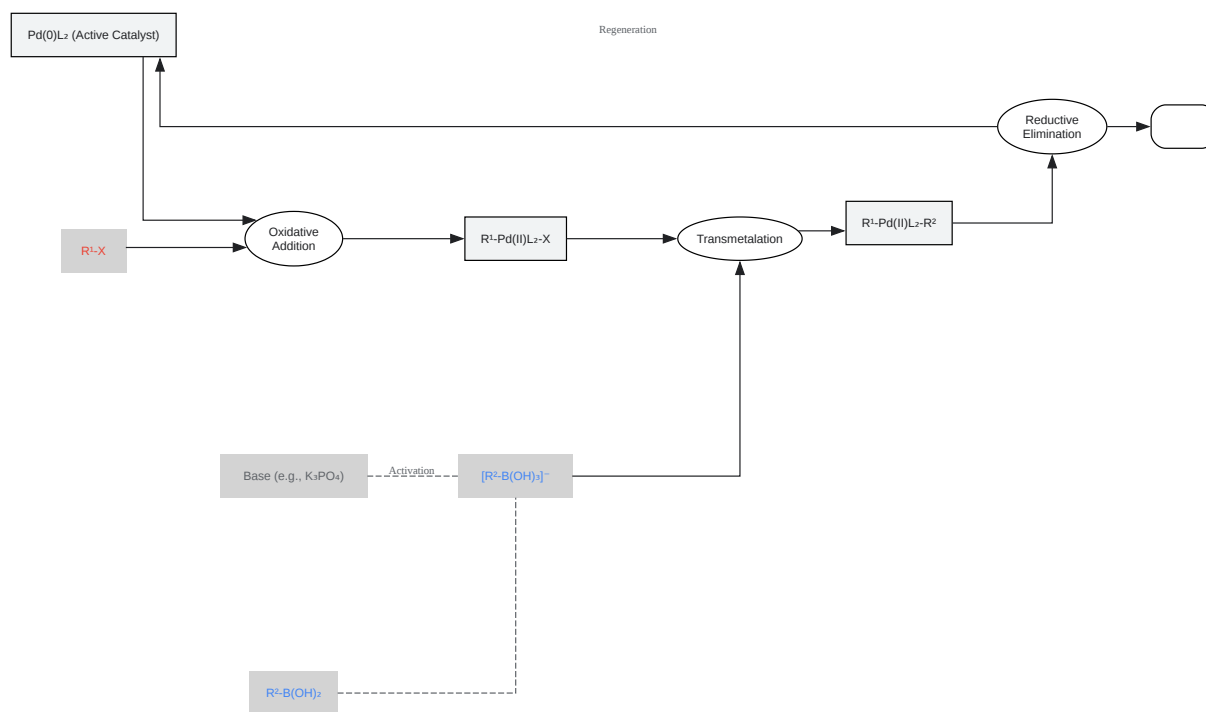 Pd(0)L₂ (Active Catalyst)
Regeneration
Reductive
Elimination
R¹-X
Oxidative
Addition
R¹-Pd(II)L₂-X
Transmetalation
R¹-Pd(II)L₂-R²
Base (e.g., K₃PO₄)
Activation
[R²-B(OH)₃]⁻
R²-B(OH)₂